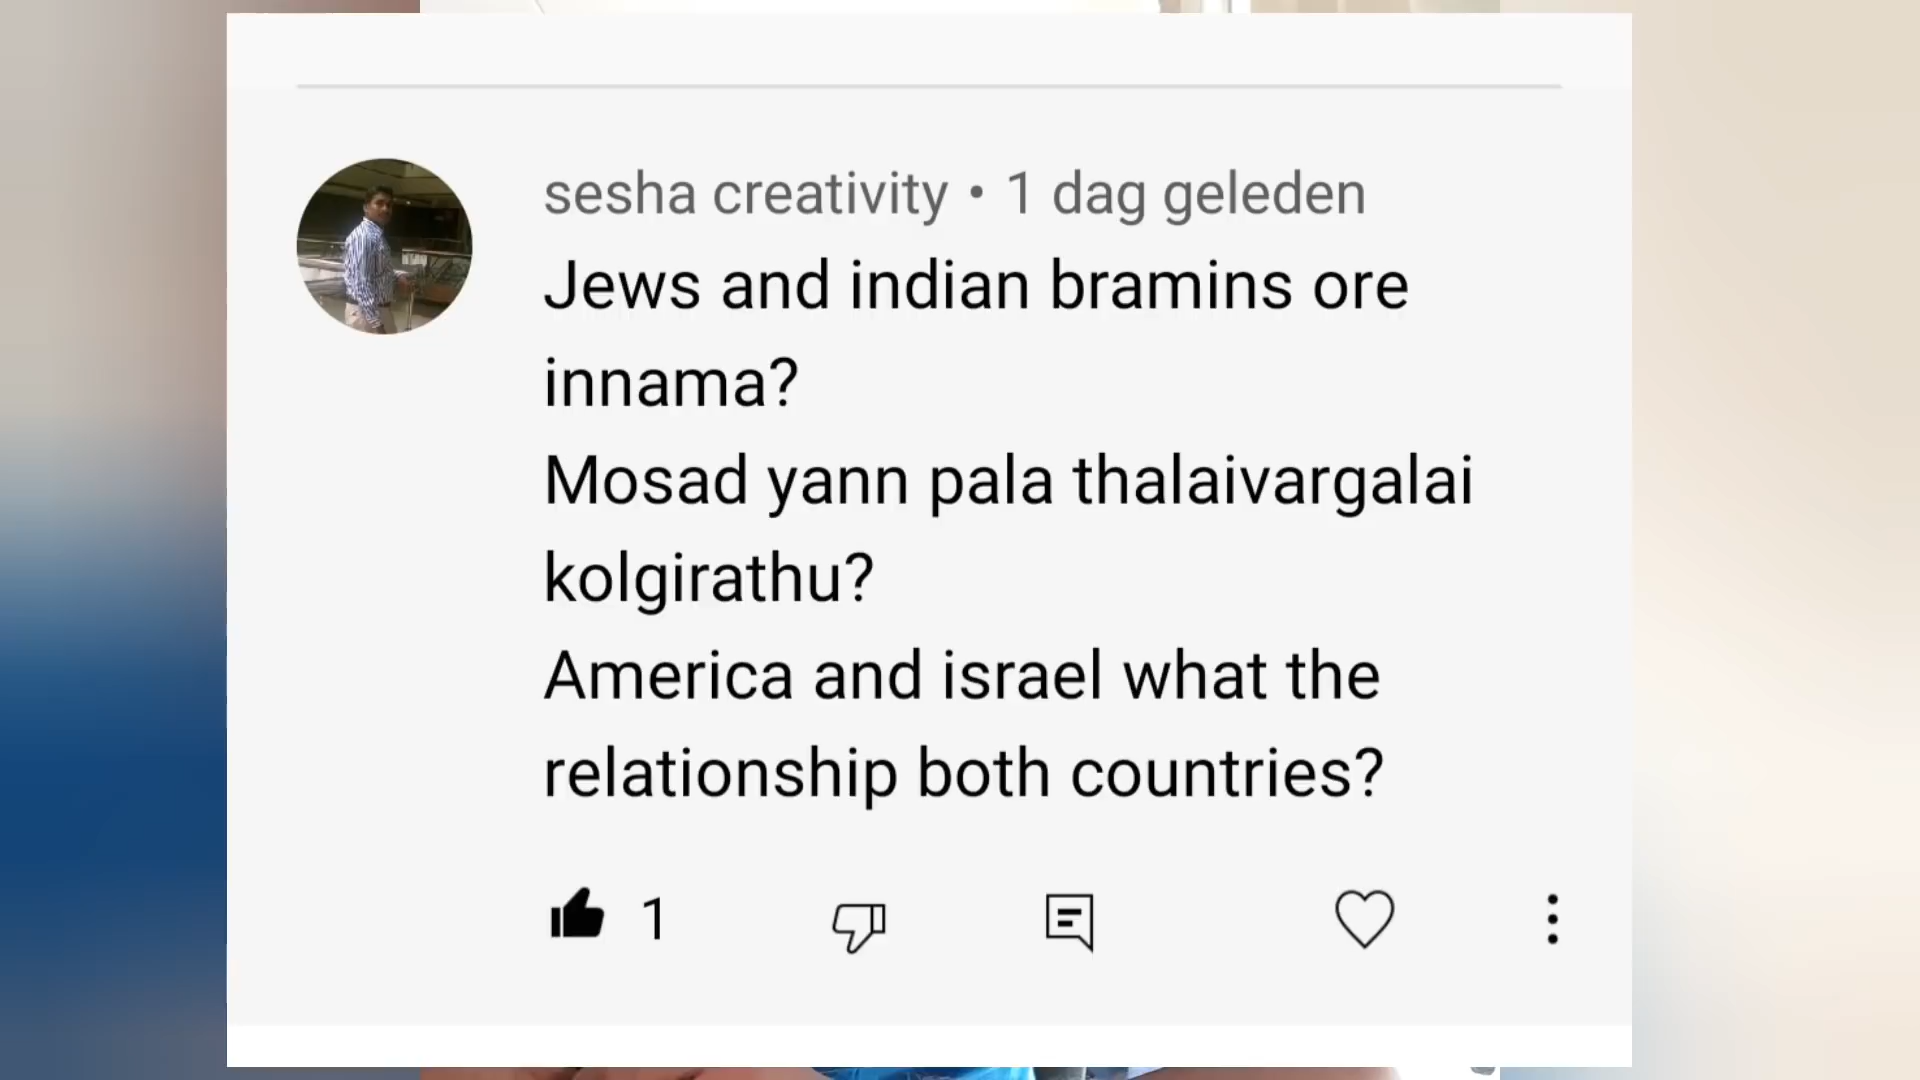 sesha creativity • 1 dag geleden
Jews and indian bramins ore
innama?
Mosad yann pala thalaivargalai
kolgirathu?
America and israel what the
relationship both countries?
1